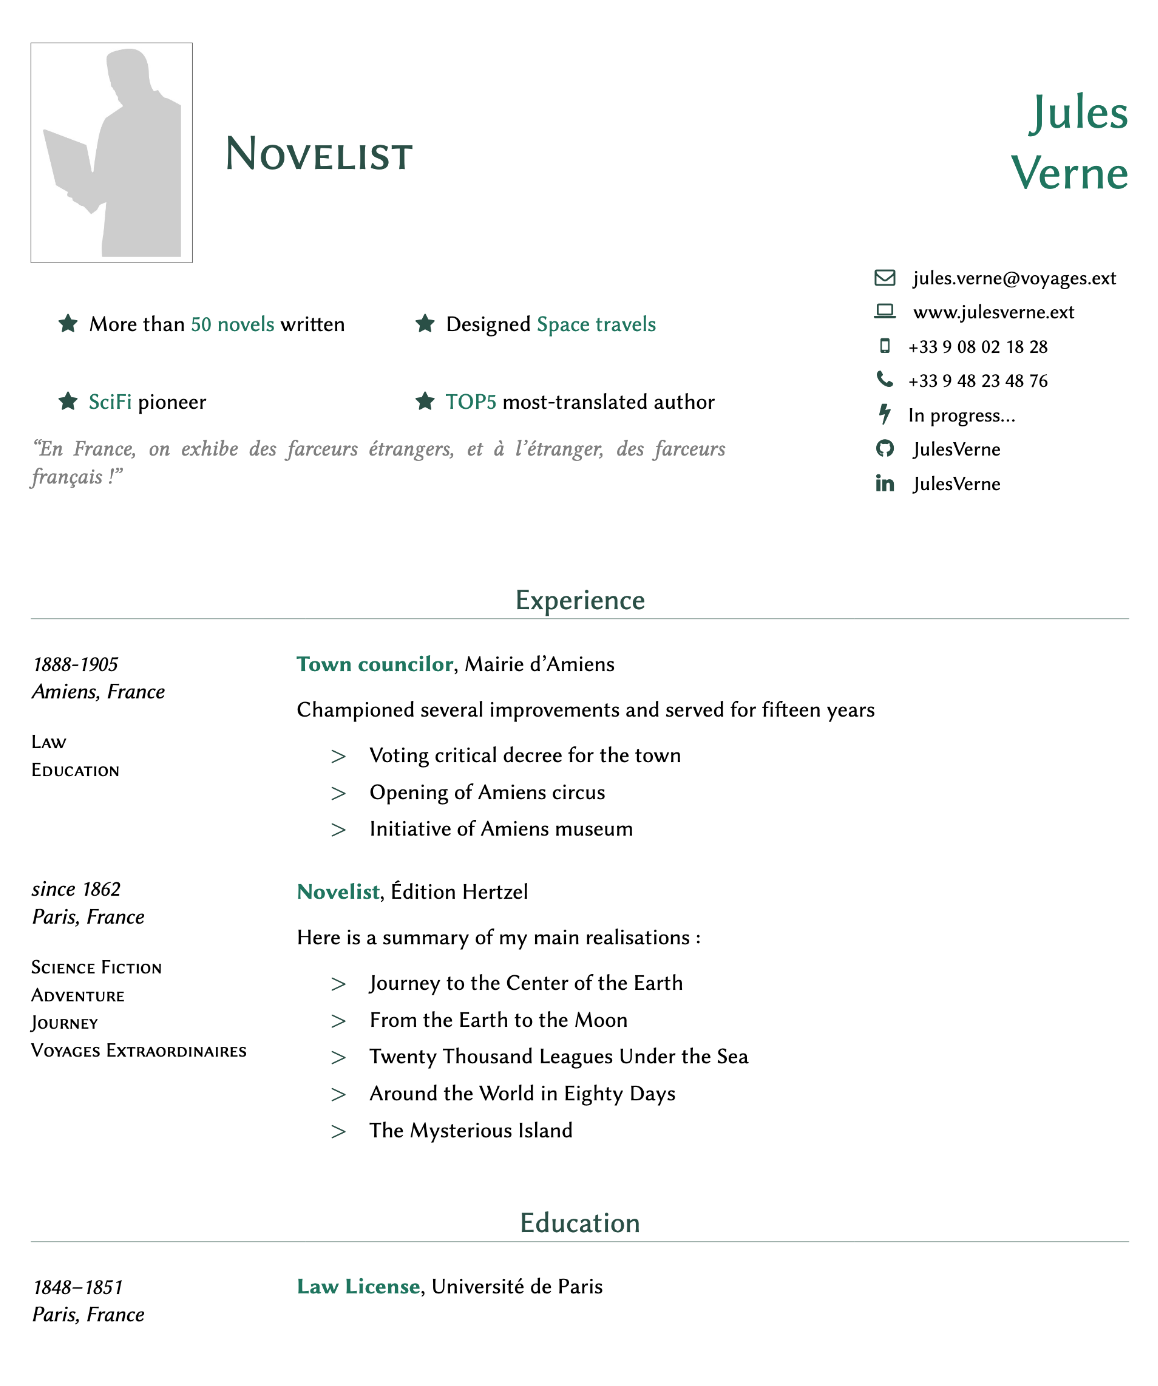 Novelist
Jules
Verne
jules.verne@voyages.ext
www.julesverne.ext
+33 9 08 02 18 28
+33 9 48 23 48 76
In progress...
JulesVerne
JulesVerne
More than 50 novels written
Designed Space travels
SciFi pioneer
TOP5 most-translated author
“En France, on exhibe des farceurs étrangers, et à l’étranger, des farceurs
français !”
Experience
1888-1905
Amiens, France
Law
Education
Town councilor, Mairie d’Amiens
Championed several improvements and served for fifteen years
> Voting critical decree for the town
> Opening of Amiens circus
> Initiative of Amiens museum
since 1862
Paris, France
Science Fiction
Adventure
Journey
Voyages Extraordinaires
Novelist, Édition Hertzel
Here is a summary of my main realisations :
> Journey to the Center of the Earth
> From the Earth to the Moon
> Twenty Thousand Leagues Under the Sea
> Around the World in Eighty Days
> The Mysterious Island
Education
1848–1851
Paris, France
Law License, Université de Paris